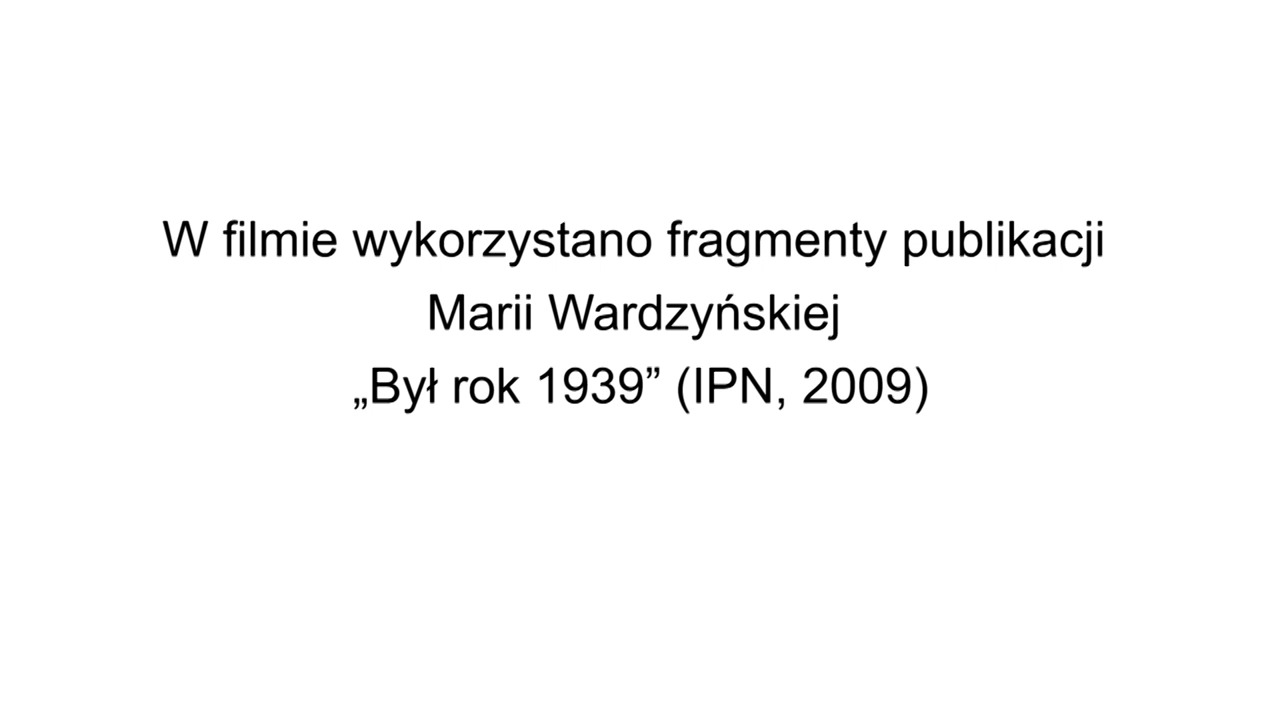 W filmie wykorzystano fragmenty publikacji
Marii Wardzyńskiej
„Był rok 1939” (IPN, 2009)